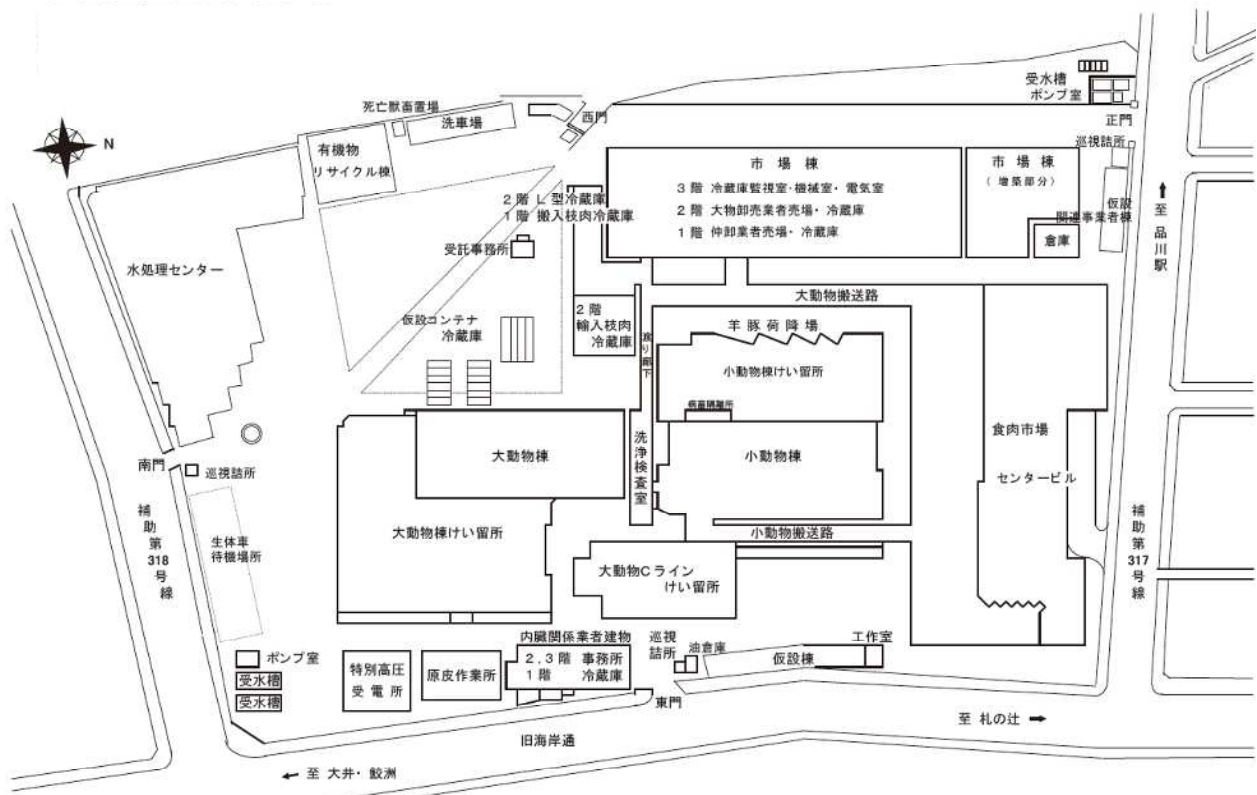 受水槽
ポンプ室
正門
死亡獣畜置場
洗車場
西門
N
有機物
リサイクル棟
巡視詰所
市場棟
3階 冷蔵庫監視室・機械室・電気室
2階 大物卸売業者売場・冷蔵庫
1階 仲卸業者売場・冷蔵庫
市場棟
（増築部分）
仮設
関連事業者棟
倉庫
至品川駅
2階 L型冷蔵庫
1階 搬入枝肉冷蔵庫
受託事務所
水処理センター
大動物搬送路
仮設コンテナ
冷蔵庫
2階
輸入枝肉
冷蔵庫
渡り廊下
羊豚荷降場
小動物棟けい留所
病畜隔離所
食肉市場
センタービル
大動物棟
洗浄検査室
小動物棟
南門
巡視詰所
補助第318号線
生体車
待機場所
大動物棟けい留所
小動物搬送路
補助第317号線
大動物Cライン
けい留所
内臓関係業者建物
2,3階 事務所
1階 冷蔵庫
巡視
詰所
油倉庫
仮設棟
工作室
ポンプ室
受水槽
受水槽
特別高圧
受電所
原皮作業所
東門
至 札の辻
旧海岸通
至 大井・鮫洲